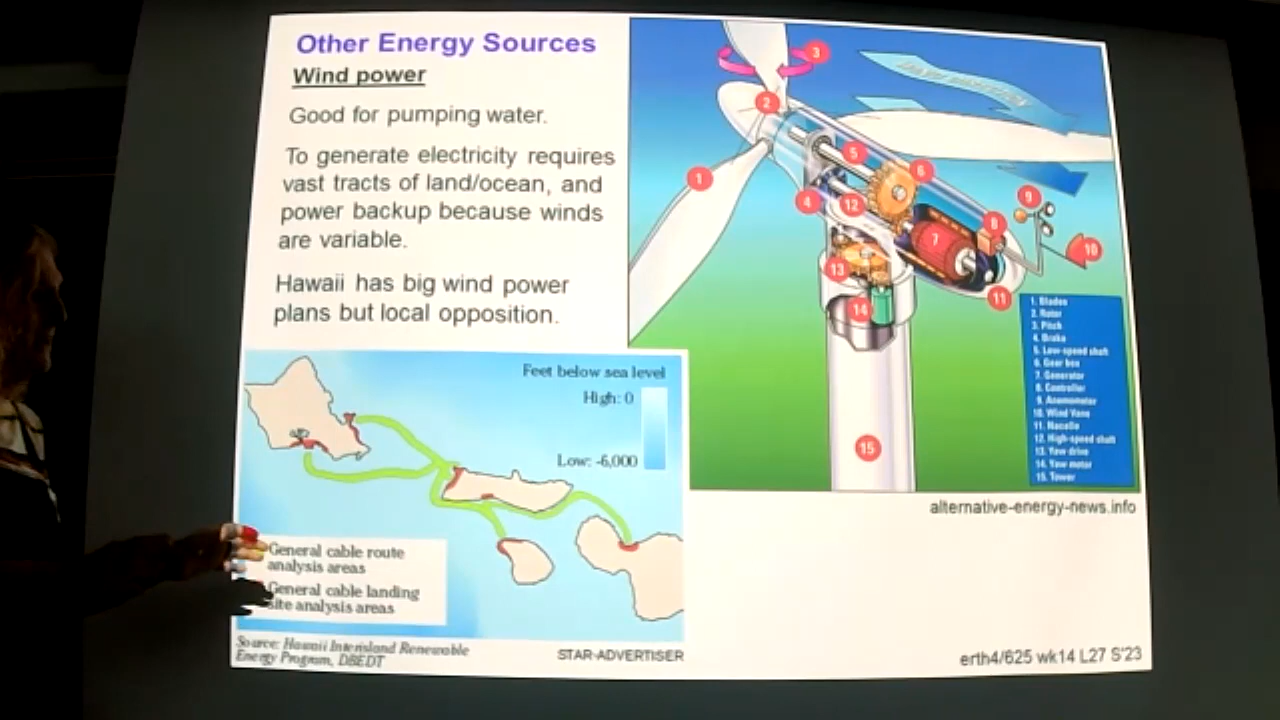 Other Energy Sources
Wind power
Good for pumping water.
To generate electricity requires
vast tracts of land/ocean, and
power backup because winds
are variable.
Hawaii has big wind power
plans but local opposition.
3
2
1
5
6
4
12
9
8
7
10
13
11
14
15
1. Blades
2. Rotor
3. Pitch
4. Brake
5. Low-speed shaft
6. Gear box
7. Generator
8. Controller
9. Anemometer
10. Wind Vane
11. Nacelle
12. High-speed shaft
13. Yaw drive
14. Yaw motor
15. Tower
alternative-energy-news.info
Feet below sea level
High: 0
Low: -6,000
General cable route
analysis areas
General cable landing
site analysis areas
Source: Hawaii Interisland Renewable
Energy Program, DBEDT
STAR-ADVERTISER
erth4/625 wk14 L27 S'23